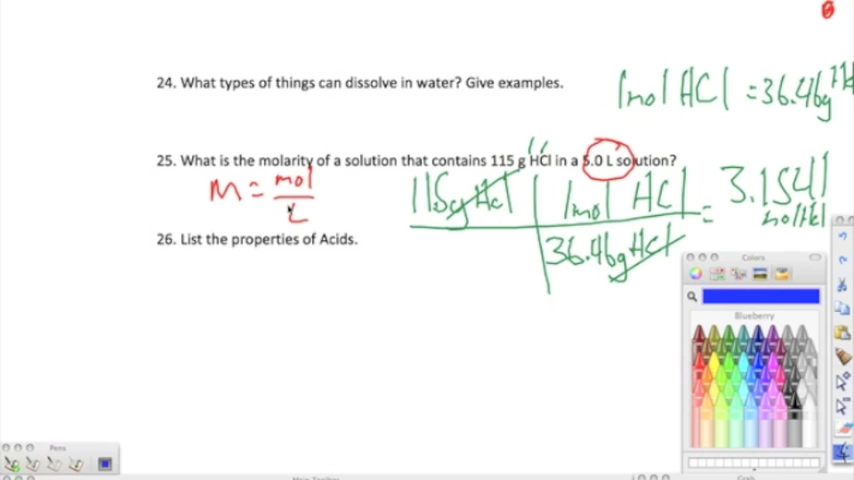 24. What types of things can dissolve in water? Give examples.
1mol HCl = 36.46g
25. What is the molarity of a solution that contains 115 g HCl in a 5.0 L solution?
M = mol
L
115g HCl 1mol HCl = 3.1541
mol HCl
36.46g HCl
26. List the properties of Acids.
Colors
Blueberry
Pens